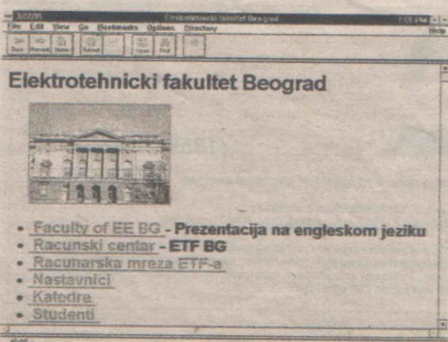 Elektrotehnicki fakultet Beograd
File Edit View Go Bookmarks Options Directory
Help
Elektrotehnicki fakultet Beograd
Faculty of EE BG - Prezentacija na engleskom jeziku
Racunski centar - ETF BG
Racunarska mreza ETF-a
Nastavnici
Katedre
Studenti